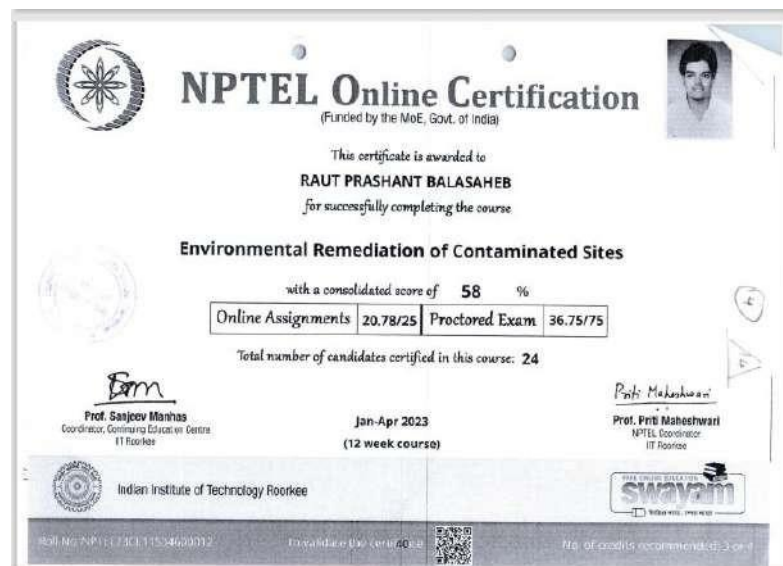 NPTEL Online Certification
(Funded by the MoE, Govt. of India)
This certificate is awarded to
RAUT PRASHANT BALASAHEB
for successfully completing the course
Environmental Remediation of Contaminated Sites
with a consolidated score of 58 %
Online Assignments 20.78/25 Proctored Exam 36.75/75
Total number of candidates certified in this course: 24
Priti Maheshwari
Prof. Sanjeev Manhas
Coordinator, Continuing Education Centre
IIT Roorkee
Jan-Apr 2023
(12 week course)
Prof. Priti Maheshwari
NPTEL Coordinator
IIT Roorkee
Indian Institute of Technology Roorkee
FREE ONLINE EDUCATION
swayam
To validate the certificate
No. of credits recommended: 3 or 4